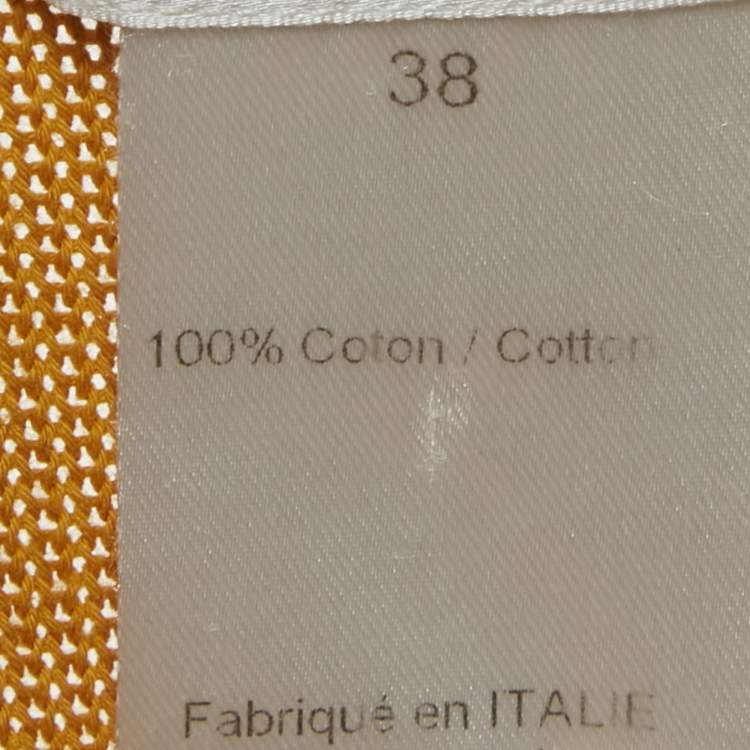 38
100% Coton / Cotton
Fabriqué en ITALIE